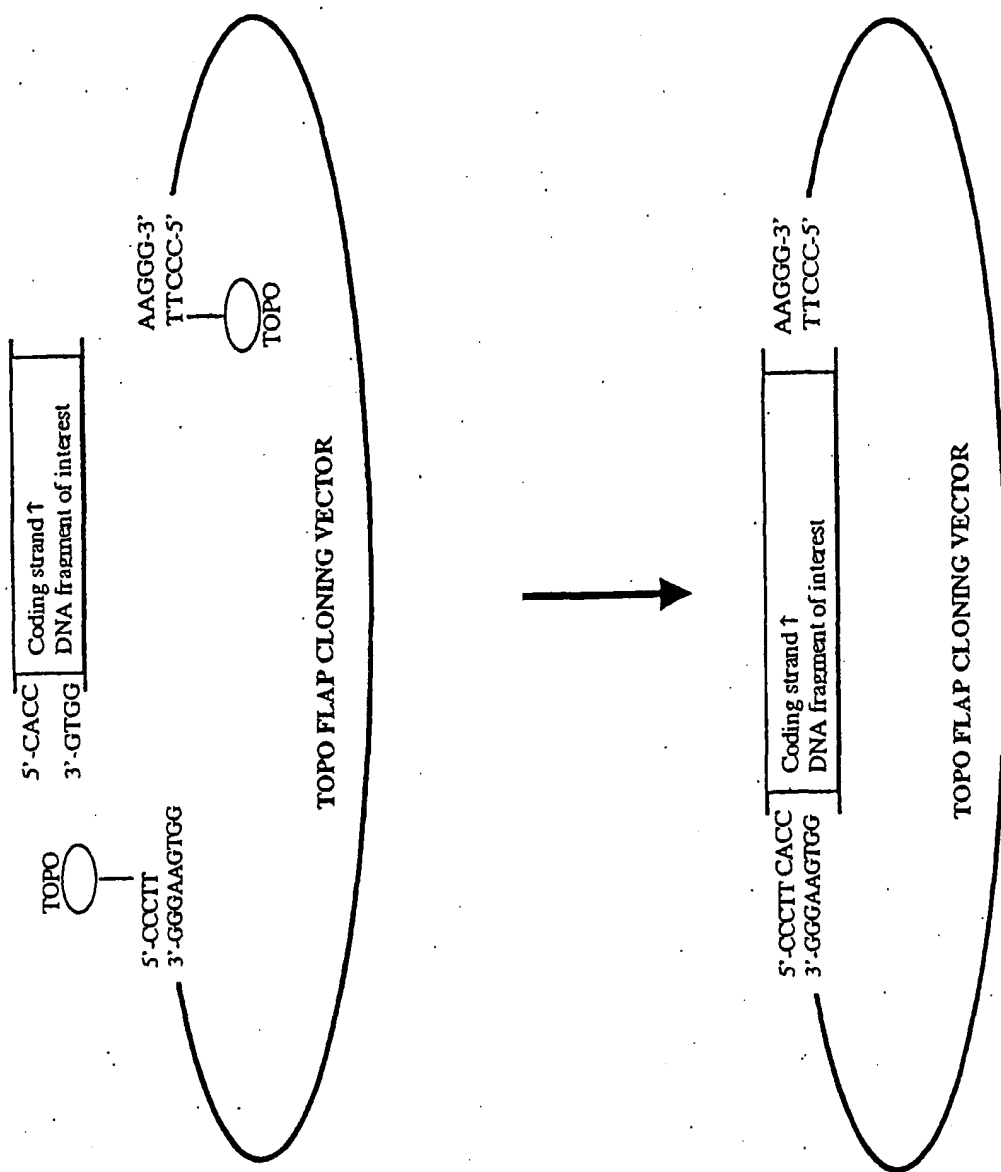 5'-CACC
3'-GTGG
Coding strand ↑
DNA fragment of interest
TOPO
5'-CCCTT
3'-GGGAAGTGG
AAGGG-3'
TTCCC-5'
TOPO
TOPO FLAP CLONING VECTOR
5'-CCCTT CACC
3'-GGGAAGTGG
Coding strand ↑
DNA fragment of interest
AAGGG-3'
TTCCC-5'
TOPO FLAP CLONING VECTOR